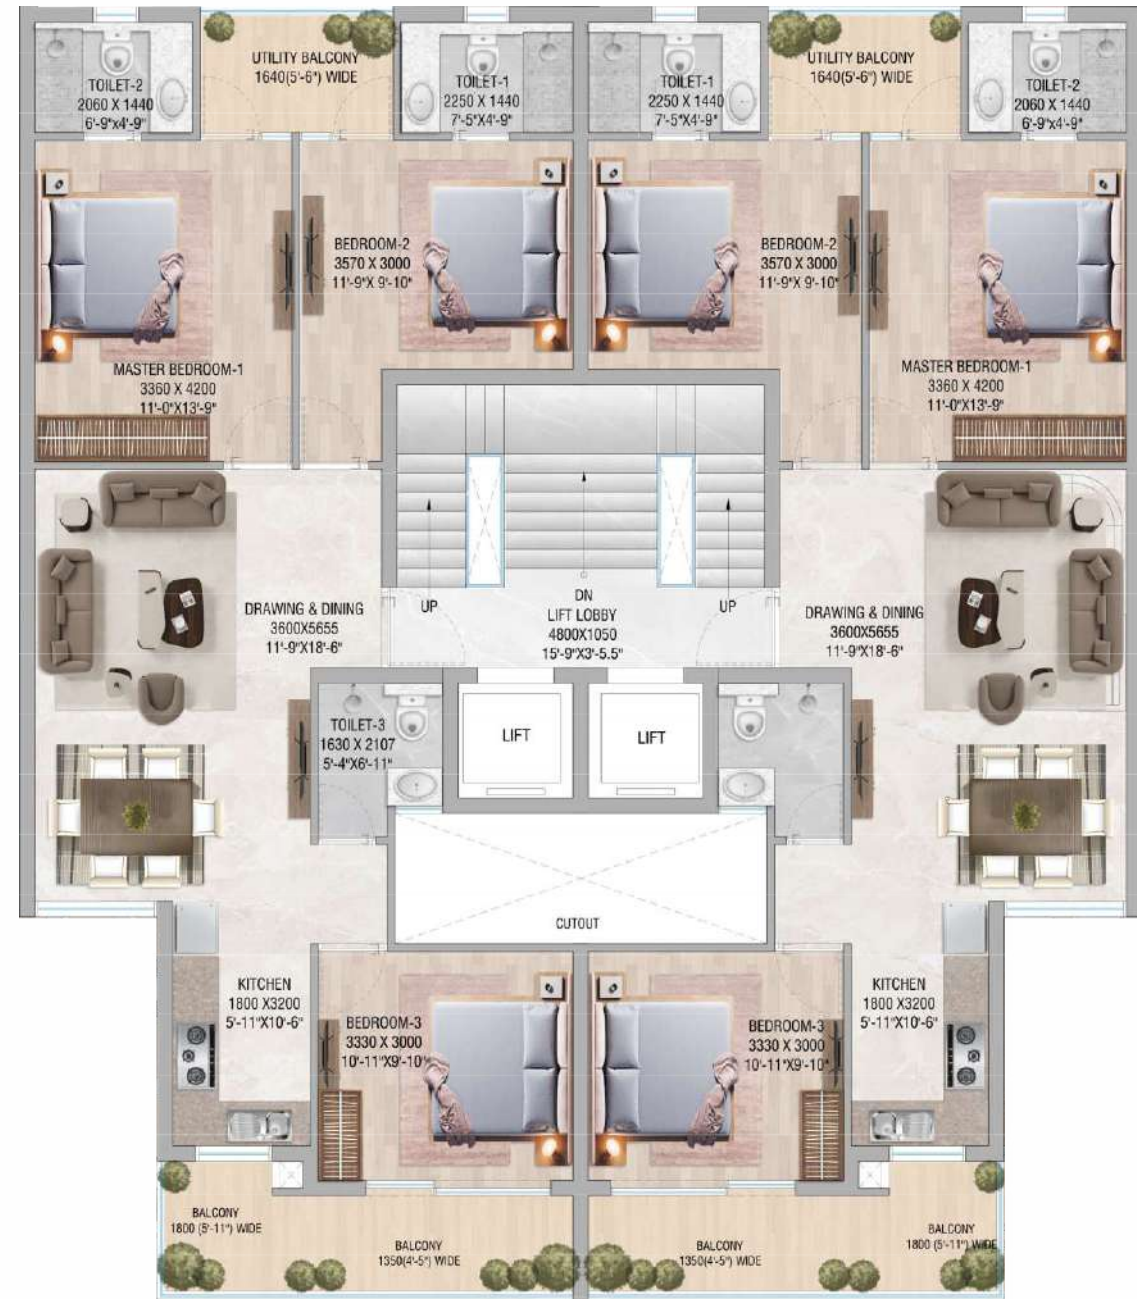 UTILITY BALCONY
1640(5'-6") WIDE
UTILITY BALCONY
1640(5'-6") WIDE
TOILET-2
2060 X 1440
6'-9"x4'-9"
TOILET-1
2250 X 1440
7'-5"X4'-9"
TOILET-1
2250 X 1440
7'-5"X4'-9"
TOILET-2
2060 X 1440
6'-9"x4'-9"
BEDROOM-2
3570 X 3000
11'-9"X 9'-10"
BEDROOM-2
3570 X 3000
11'-9"X 9'-10"
MASTER BEDROOM-1
3360 X 4200
11'-0"X13'-9"
MASTER BEDROOM-1
3360 X 4200
11'-0"X13'-9"
UP
DN
LIFT LOBBY
4800X1050
15'-9"X3'-5.5"
UP
DRAWING & DINING
3600X5655
11'-9"X18'-6"
DRAWING & DINING
3600X5655
11'-9"X18'-6"
TOILET-3
1630 X 2107
5'-4"X6'-11"
LIFT
LIFT
CUTOUT
KITCHEN
1800 X3200
5'-11"X10'-6"
KITCHEN
1800 X3200
5'-11"X10'-6"
BEDROOM-3
3330 X 3000
10'-11"X9'-10"
BEDROOM-3
3330 X 3000
10'-11"X9'-10"
BALCONY
1800 (5'-11") WIDE
BALCONY
1350(4'-5") WIDE
BALCONY
1350(4'-5") WIDE
BALCONY
1800 (5'-11") WIDE